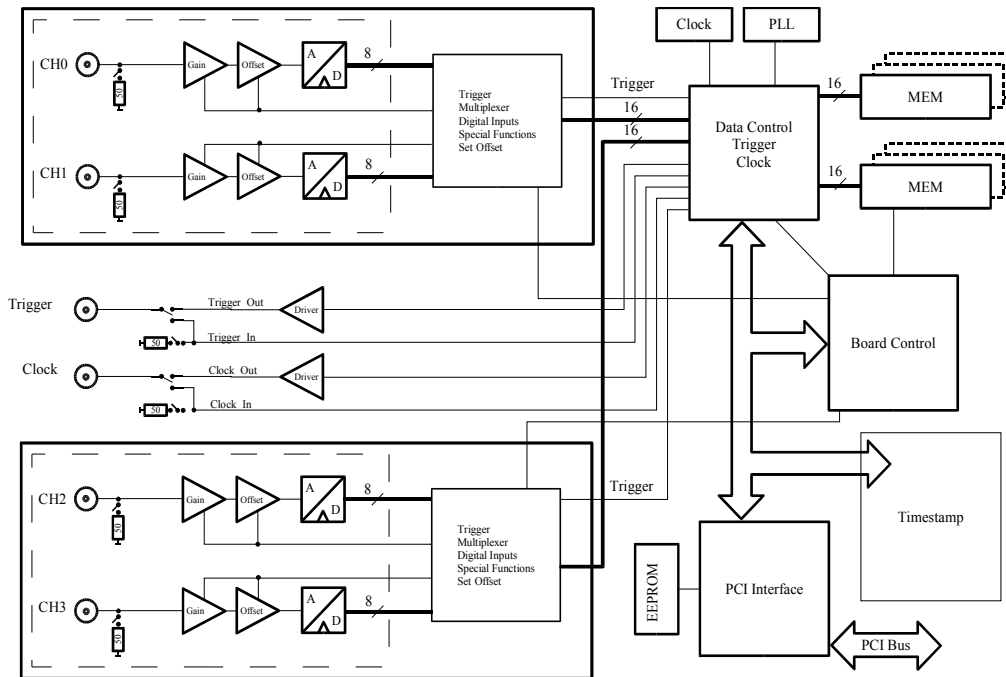 Clock
PLL
CH0
50
Gain
Offset
A
D
8
Trigger
Multiplexer
Digital Inputs
Special Functions
Set Offset
Trigger
16
16
Data Control
Trigger
Clock
16
MEM
16
MEM
CH1
50
Gain
Offset
A
D
8
Trigger
Trigger Out
Driver
50
Trigger In
Clock
Clock Out
Driver
50
Clock In
Board Control
CH2
50
Gain
Offset
A
D
8
Trigger
Multiplexer
Digital Inputs
Special Functions
Set Offset
Trigger
CH3
50
Gain
Offset
A
D
8
EEPROM
PCI Interface
Timestamp
PCI Bus